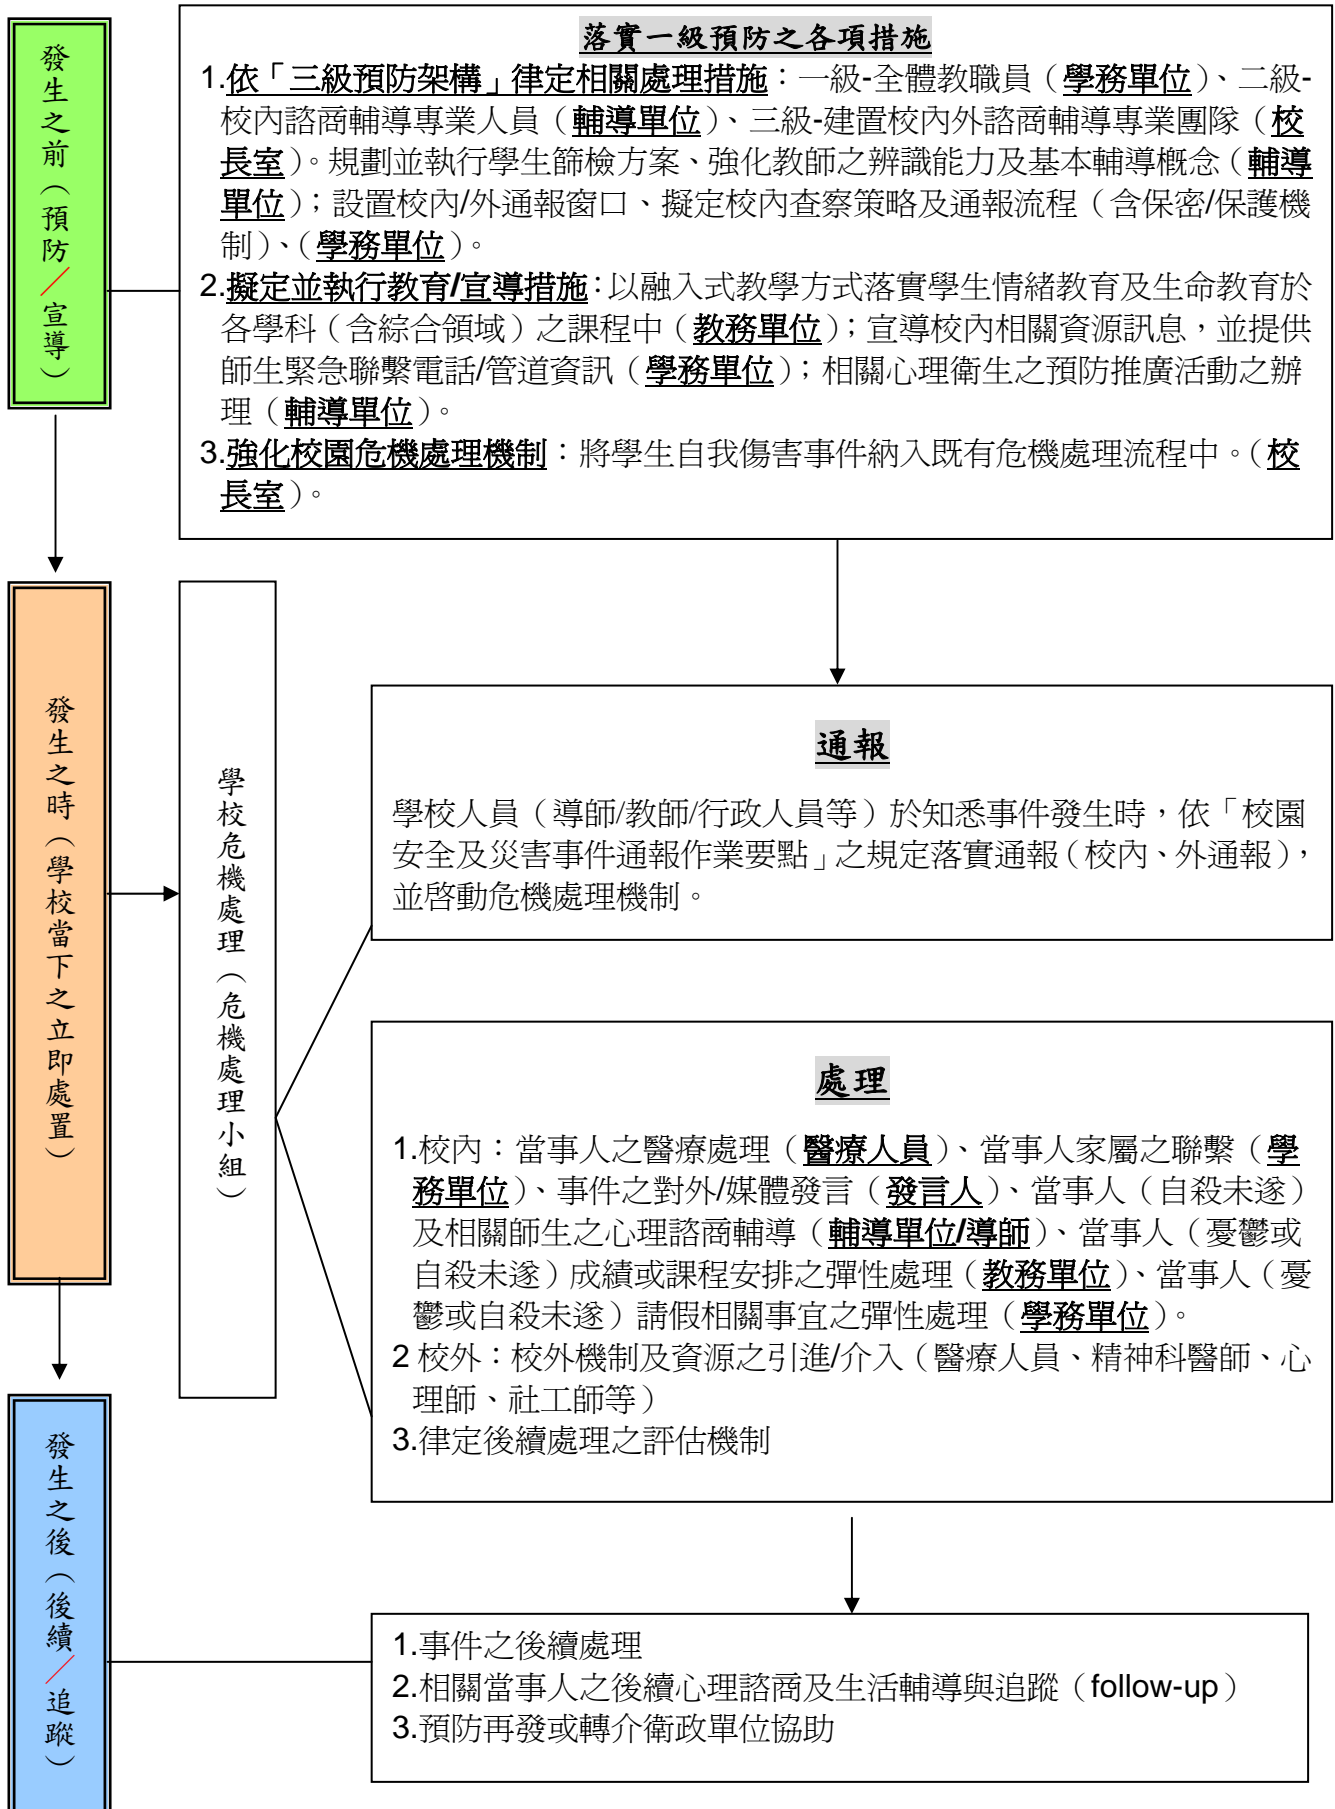 發生之前（預防／宣導）
落實一級預防之各項措施
1.依「三級預防架構」律定相關處理措施：一級-全體教職員（學務單位）、二級-
校內諮商輔導專業人員（輔導單位）、三級-建置校內外諮商輔導專業團隊（校
長室）。規劃並執行學生篩檢方案、強化教師之辨識能力及基本輔導概念（輔導
單位）；設置校內/外通報窗口、擬定校內查察策略及通報流程（含保密/保護機
制）、（學務單位）。
2.擬定並執行教育/宣導措施：以融入式教學方式落實學生情緒教育及生命教育於
各學科（含綜合領域）之課程中（教務單位）；宣導校內相關資源訊息，並提供
師生緊急聯繫電話/管道資訊（學務單位）；相關心理衛生之預防推廣活動之辦
理（輔導單位）。
3.強化校園危機處理機制：將學生自我傷害事件納入既有危機處理流程中。（校
長室）。
發生之時（學校當下之立即處置）
學校危機處理（危機處理小組）
通報
學校人員（導師/教師/行政人員等）於知悉事件發生時，依「校園
安全及災害事件通報作業要點」之規定落實通報（校內、外通報），
並啓動危機處理機制。
處理
1.校內：當事人之醫療處理（醫療人員）、當事人家屬之聯繫（學
務單位）、事件之對外/媒體發言（發言人）、當事人（自殺未遂）
及相關師生之心理諮商輔導（輔導單位/導師）、當事人（憂鬱或
自殺未遂）成績或課程安排之彈性處理（教務單位）、當事人（憂
鬱或自殺未遂）請假相關事宜之彈性處理（學務單位）。
2 校外：校外機制及資源之引進/介入（醫療人員、精神科醫師、心
理師、社工師等）
3.律定後續處理之評估機制
發生之後（後續／追蹤）
1.事件之後續處理
2.相關當事人之後續心理諮商及生活輔導與追蹤（follow-up）
3.預防再發或轉介衛政單位協助